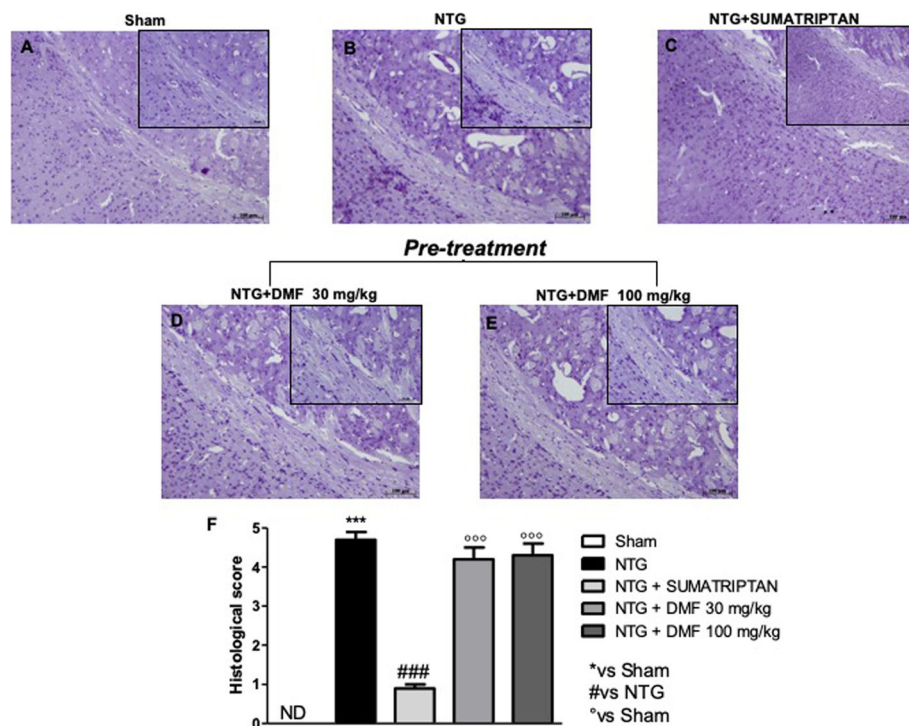 Sham
NTG
NTG+SUMATRIPTAN
A
B
C
Pre-treatment
NTG+DMF 30 mg/kg
NTG+DMF 100 mg/kg
D
E
F
Histological score
5
4
3
2
1
0
ND
***
###
°°°
°°°
Sham
NTG
NTG + SUMATRIPTAN
NTG + DMF 30 mg/kg
NTG + DMF 100 mg/kg
*vs Sham
#vs NTG
°vs Sham